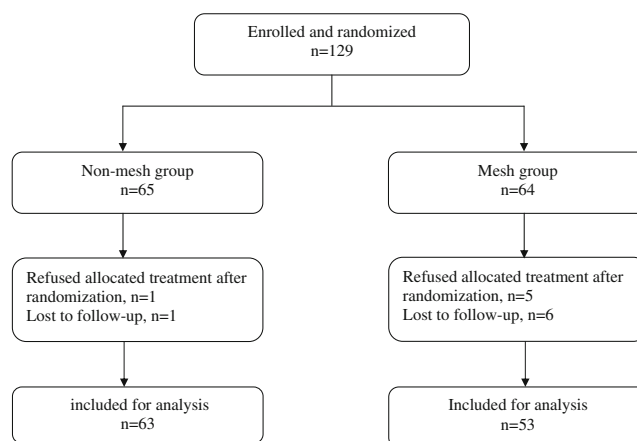 Enrolled and randomized
n=129
Non-mesh group
n=65
Mesh group
n=64
Refused allocated treatment after
randomization, n=1
Lost to follow-up, n=1
Refused allocated treatment after
randomization, n=5
Lost to follow-up, n=6
included for analysis
n=63
Included for analysis
n=53